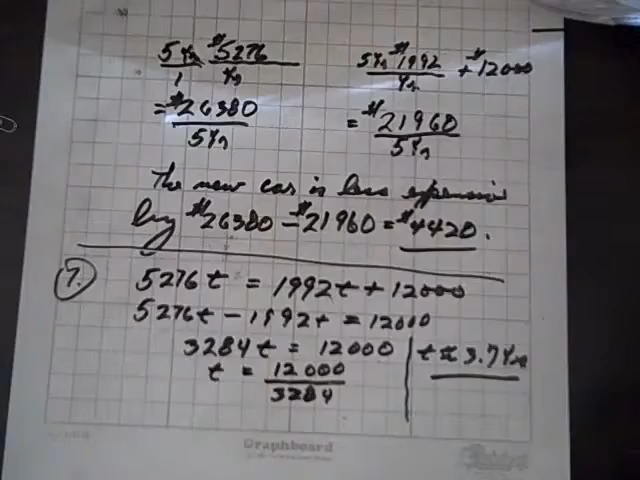 5 yr $5276
1 yr
= $26380
5 yr
5 yr $1992 + $12000
yr
= $21960
5 yr
The new car is less expensive
by $26380 - $21960 = $4420.
7. 5276t = 1992t + 12000
5276t - 1992t = 12000
3284t = 12000
t = 12000
3284
t ≈ 3.7 yrs
Graphboard